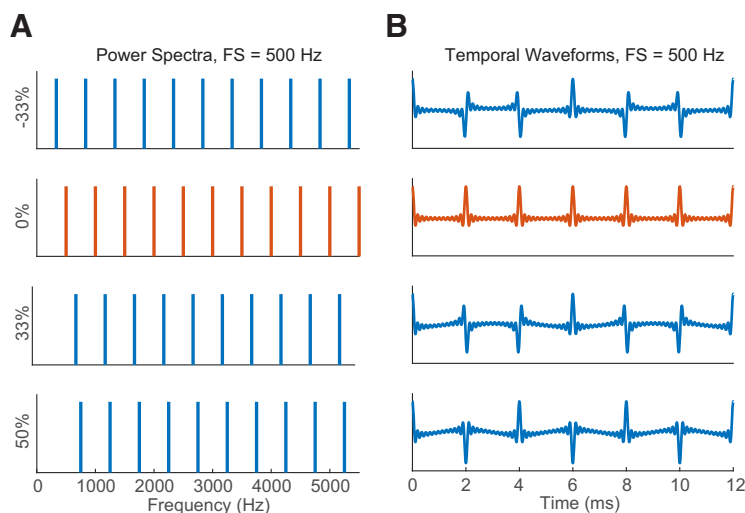 A
B
Power Spectra, FS = 500 Hz
Temporal Waveforms, FS = 500 Hz
-33%
0%
33%
50%
0 1000 2000 3000 4000 5000
Frequency (Hz)
0 2 4 6 8 10 12
Time (ms)